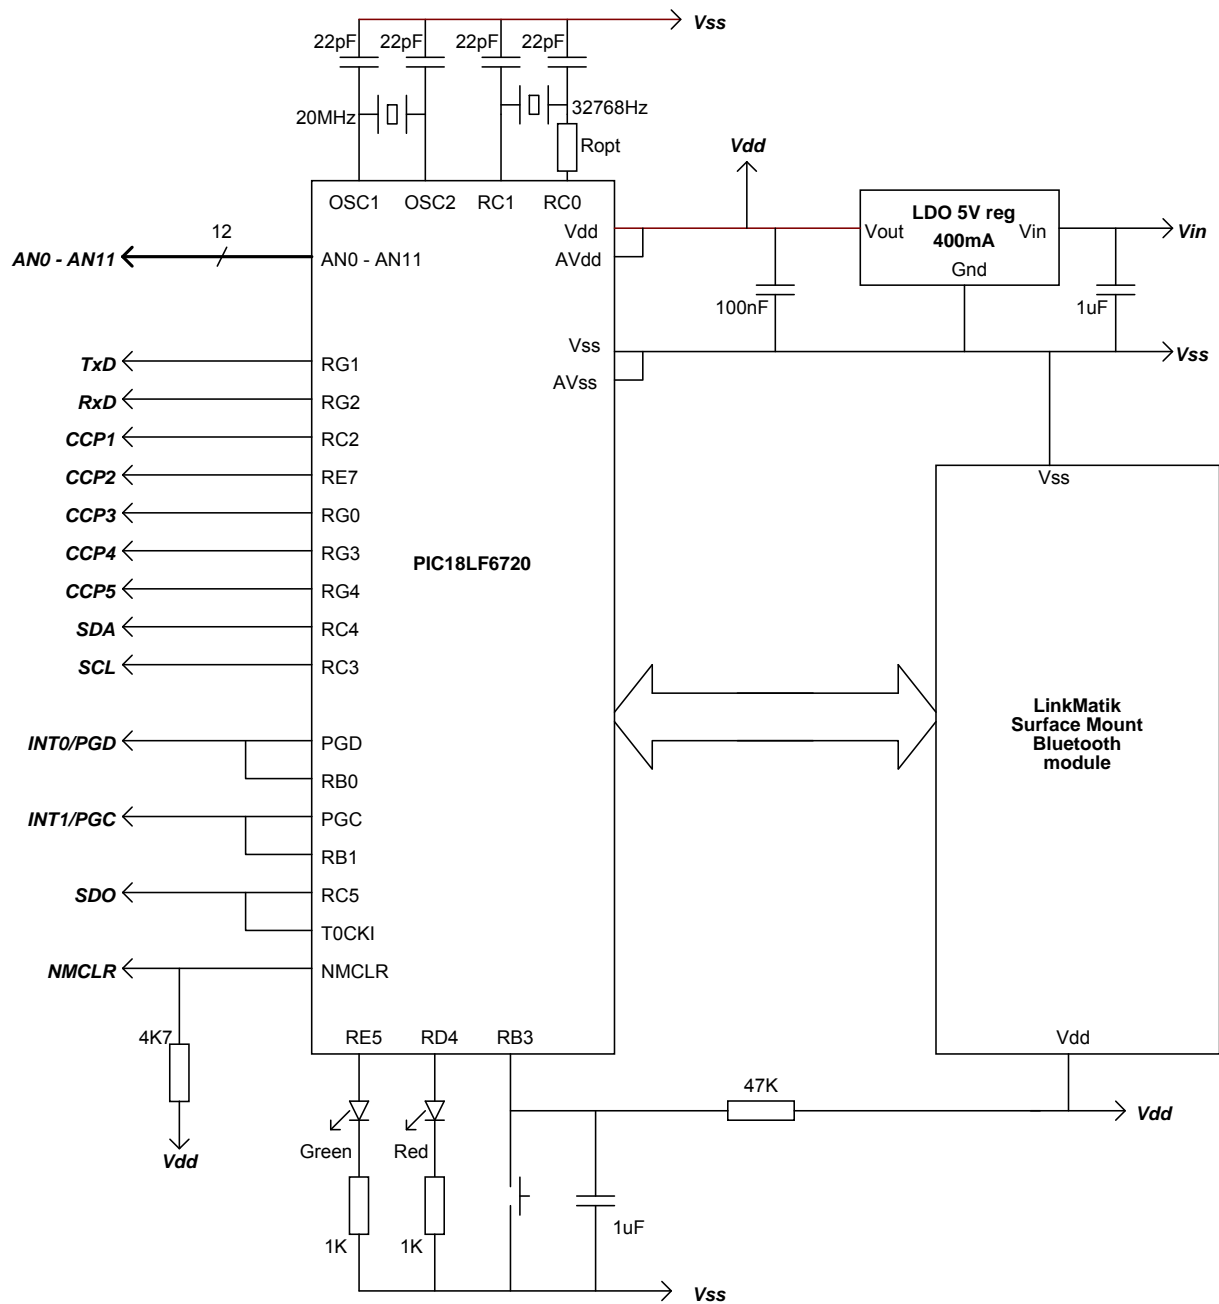 Vss
22pF 22pF 22pF 22pF
20MHz
32768Hz
Ropt
OSC1 OSC2 RC1 RC0
Vdd
LDO 5V reg
400mA
Vout
Vin
Gnd
Vin
Vdd
AVdd
12
AN0 - AN11
AN0 - AN11
100nF
1uF
Vss
AVss
Vss
TxD
RG1
RxD
RG2
CCP1
RC2
CCP2
RE7
CCP3
RG0
CCP4
RG3
CCP5
RG4
SDA
RC4
SCL
RC3
PIC18LF6720
Vss
LinkMatik
Surface Mount
Bluetooth
module
Vdd
INT0/PGD
PGD
RB0
INT1/PGC
PGC
RB1
SDO
RC5
T0CKI
NMCLR
NMCLR
4K7
Vdd
RE5 RD4 RB3
47K
Vdd
Green
Red
1K
1K
1uF
Vss